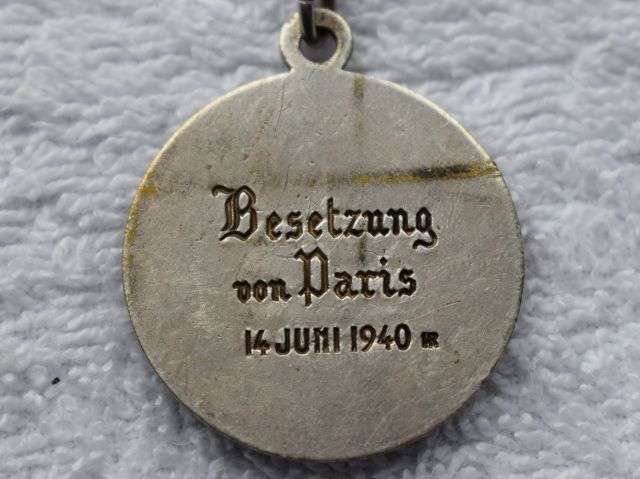 Besetzung
von Paris
14 JUNI 1940